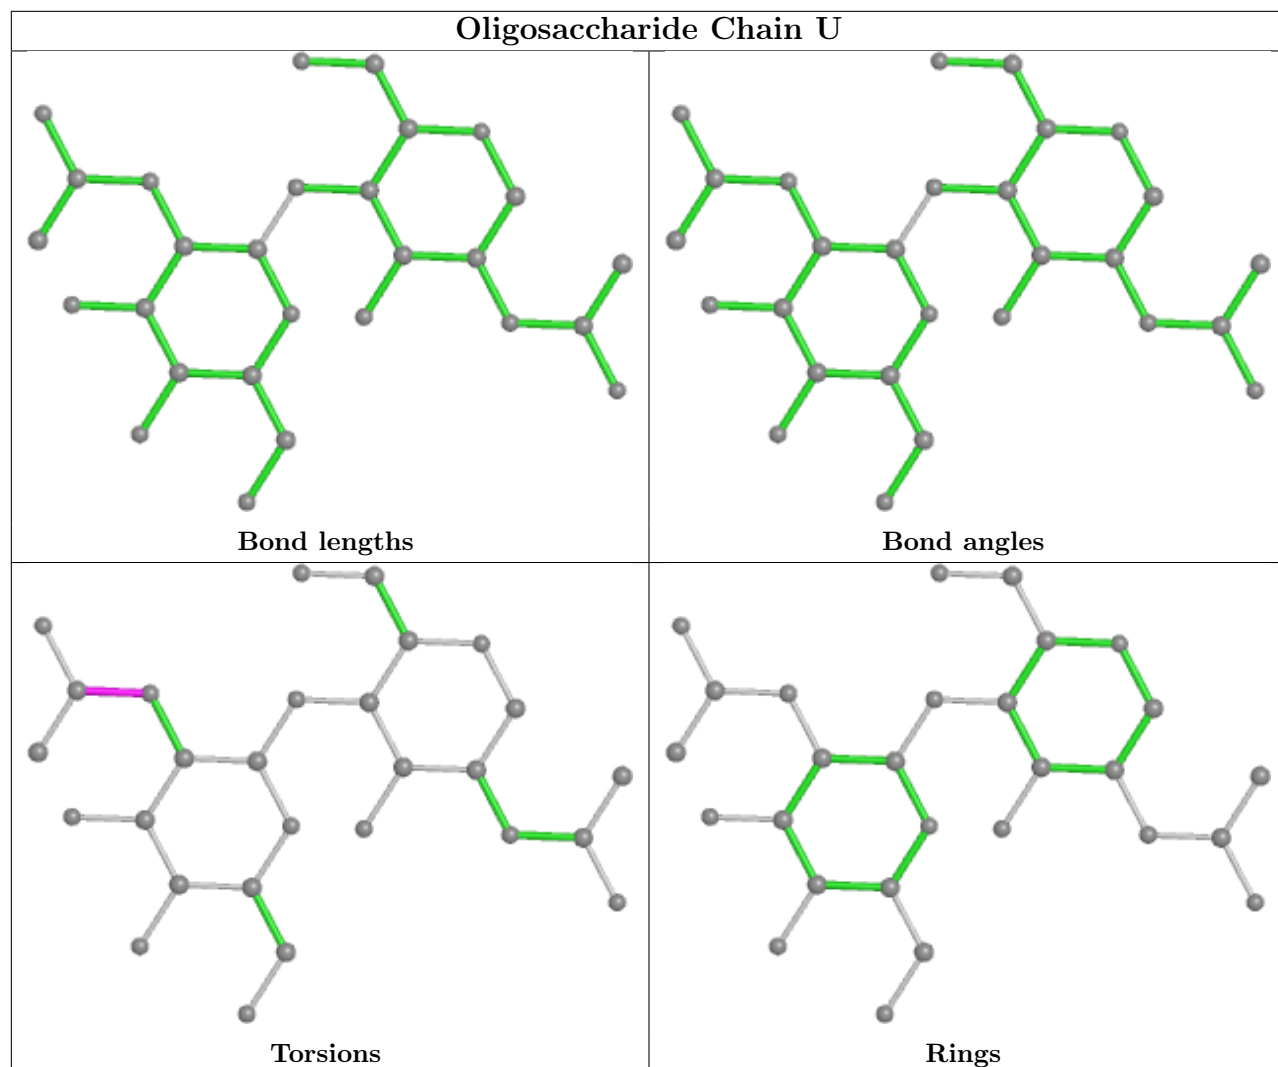 Oligosaccharide Chain U
Bond lengths
Bond angles
Torsions
Rings